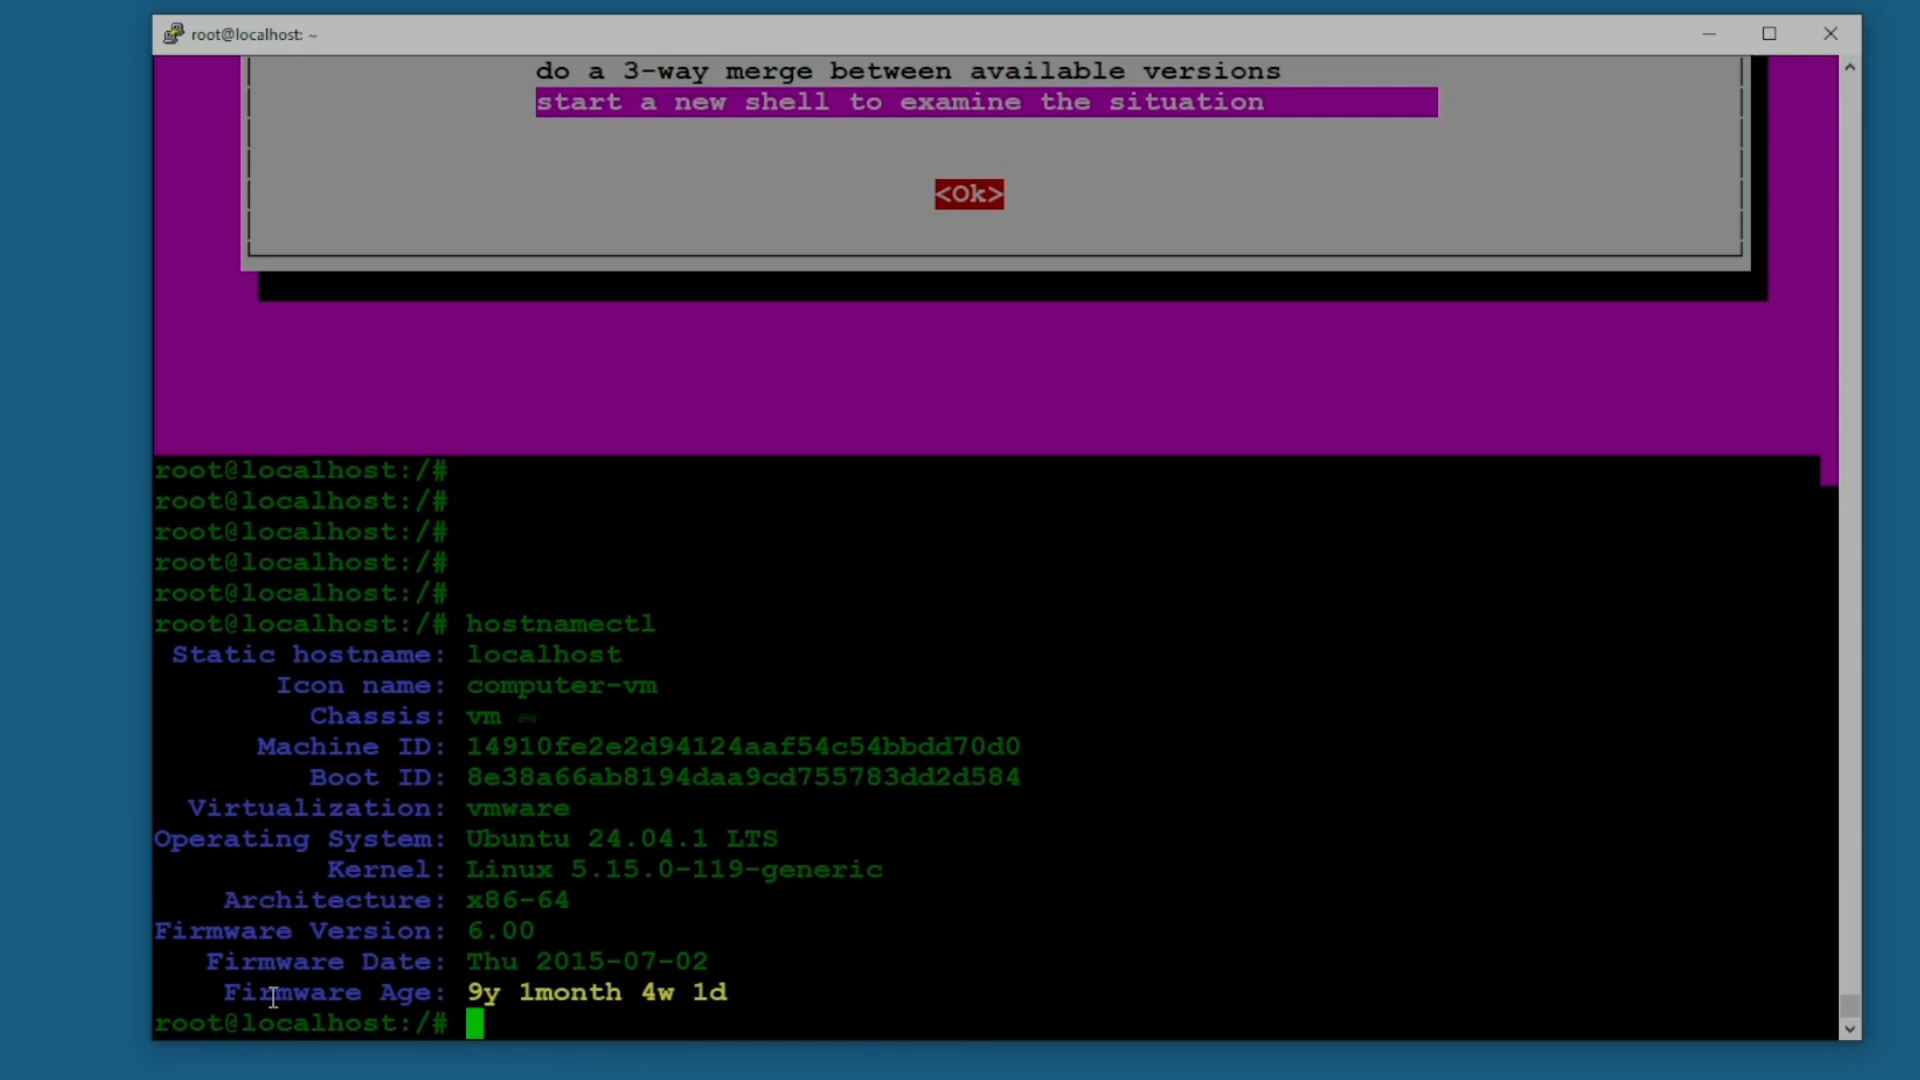 root@localhost: ~
do a 3-way merge between available versions
start a new shell to examine the situation
<Ok>
root@localhost:/#
root@localhost:/#
root@localhost:/#
root@localhost:/#
root@localhost:/#
root@localhost:/# hostnamectl
Static hostname: localhost
Icon name: computer-vm
Chassis: vm
Machine ID: 14910fe2e2d94124aaf54c54bbdd70d0
Boot ID: 8e38a66ab8194daa9cd755783dd2d584
Virtualization: vmware
Operating System: Ubuntu 24.04.1 LTS
Kernel: Linux 5.15.0-119-generic
Architecture: x86-64
Firmware Version: 6.00
Firmware Date: Thu 2015-07-02
Firmware Age: 9y 1month 4w 1d
root@localhost:/#